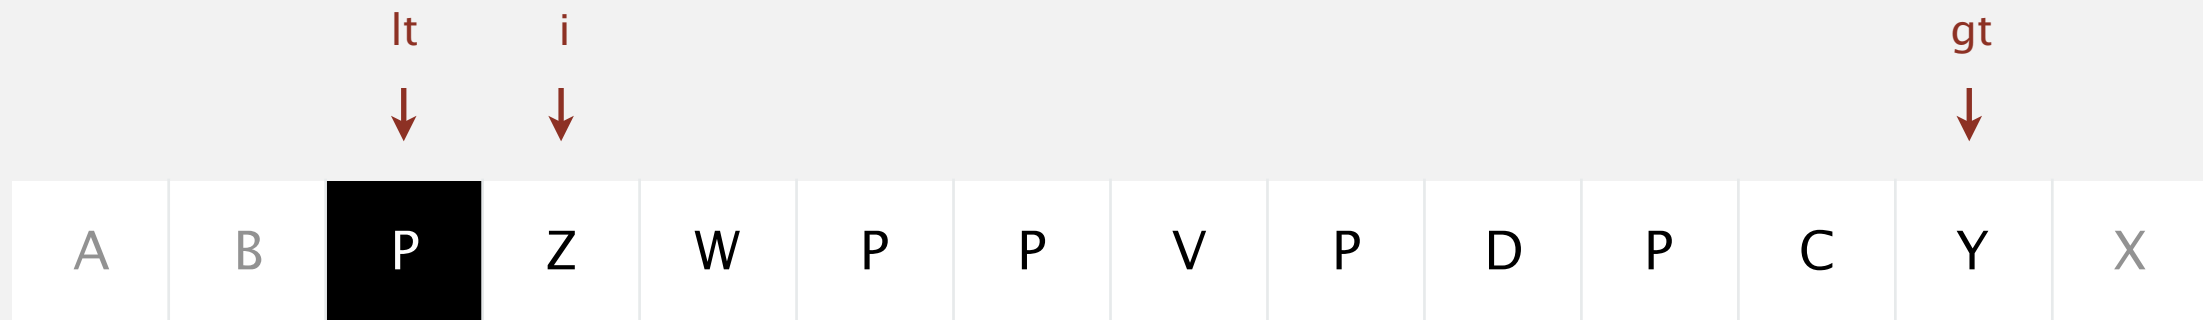 lt i gt
A B P Z W P P V P D P C Y X